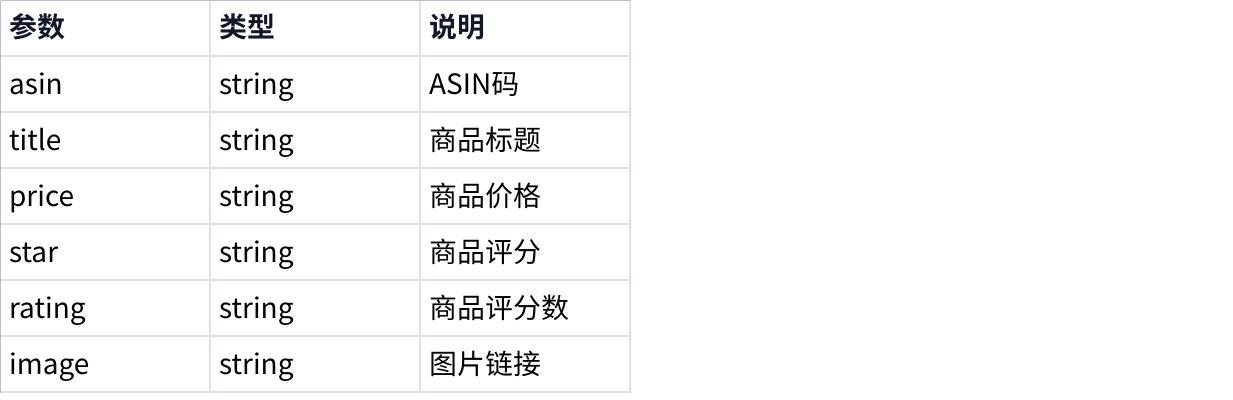 参数 类型 说明
asin string ASIN码
title string 商品标题
price string 商品价格
star string 商品评分
rating string 商品评分数
image string 图片链接